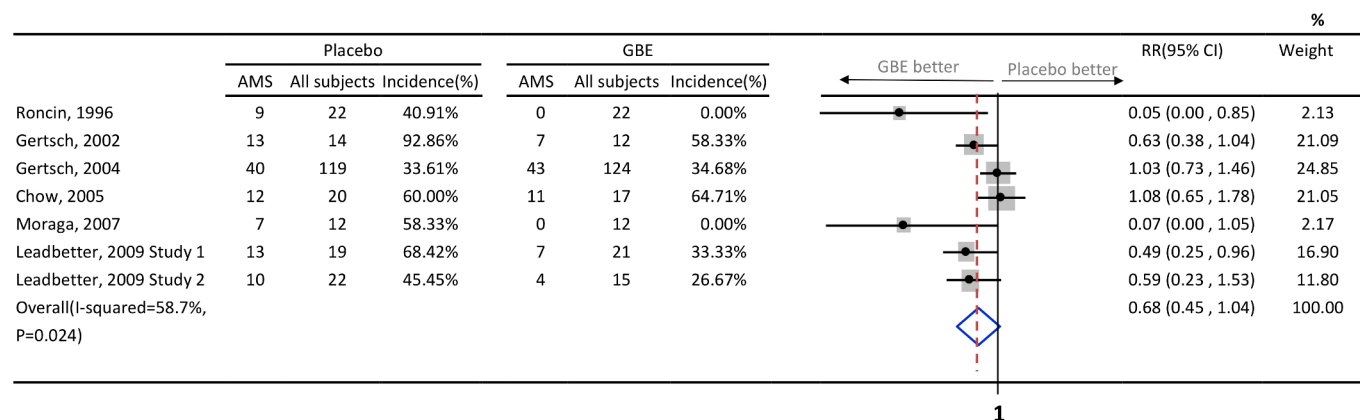 %
Placebo GBE RR(95% CI) Weight
GBE better Placebo better
AMS All subjects Incidence(%) AMS All subjects Incidence(%)
Roncin, 1996 9 22 40.91% 0 22 0.00% 0.05 (0.00 , 0.85) 2.13
Gertsch, 2002 13 14 92.86% 7 12 58.33% 0.63 (0.38 , 1.04) 21.09
Gertsch, 2004 40 119 33.61% 43 124 34.68% 1.03 (0.73 , 1.46) 24.85
Chow, 2005 12 20 60.00% 11 17 64.71% 1.08 (0.65 , 1.78) 21.05
Moraga, 2007 7 12 58.33% 0 12 0.00% 0.07 (0.00 , 1.05) 2.17
Leadbetter, 2009 Study 1 13 19 68.42% 7 21 33.33% 0.49 (0.25 , 0.96) 16.90
Leadbetter, 2009 Study 2 10 22 45.45% 4 15 26.67% 0.59 (0.23 , 1.53) 11.80
Overall(I-squared=58.7%, 0.68 (0.45 , 1.04) 100.00
P=0.024)
1